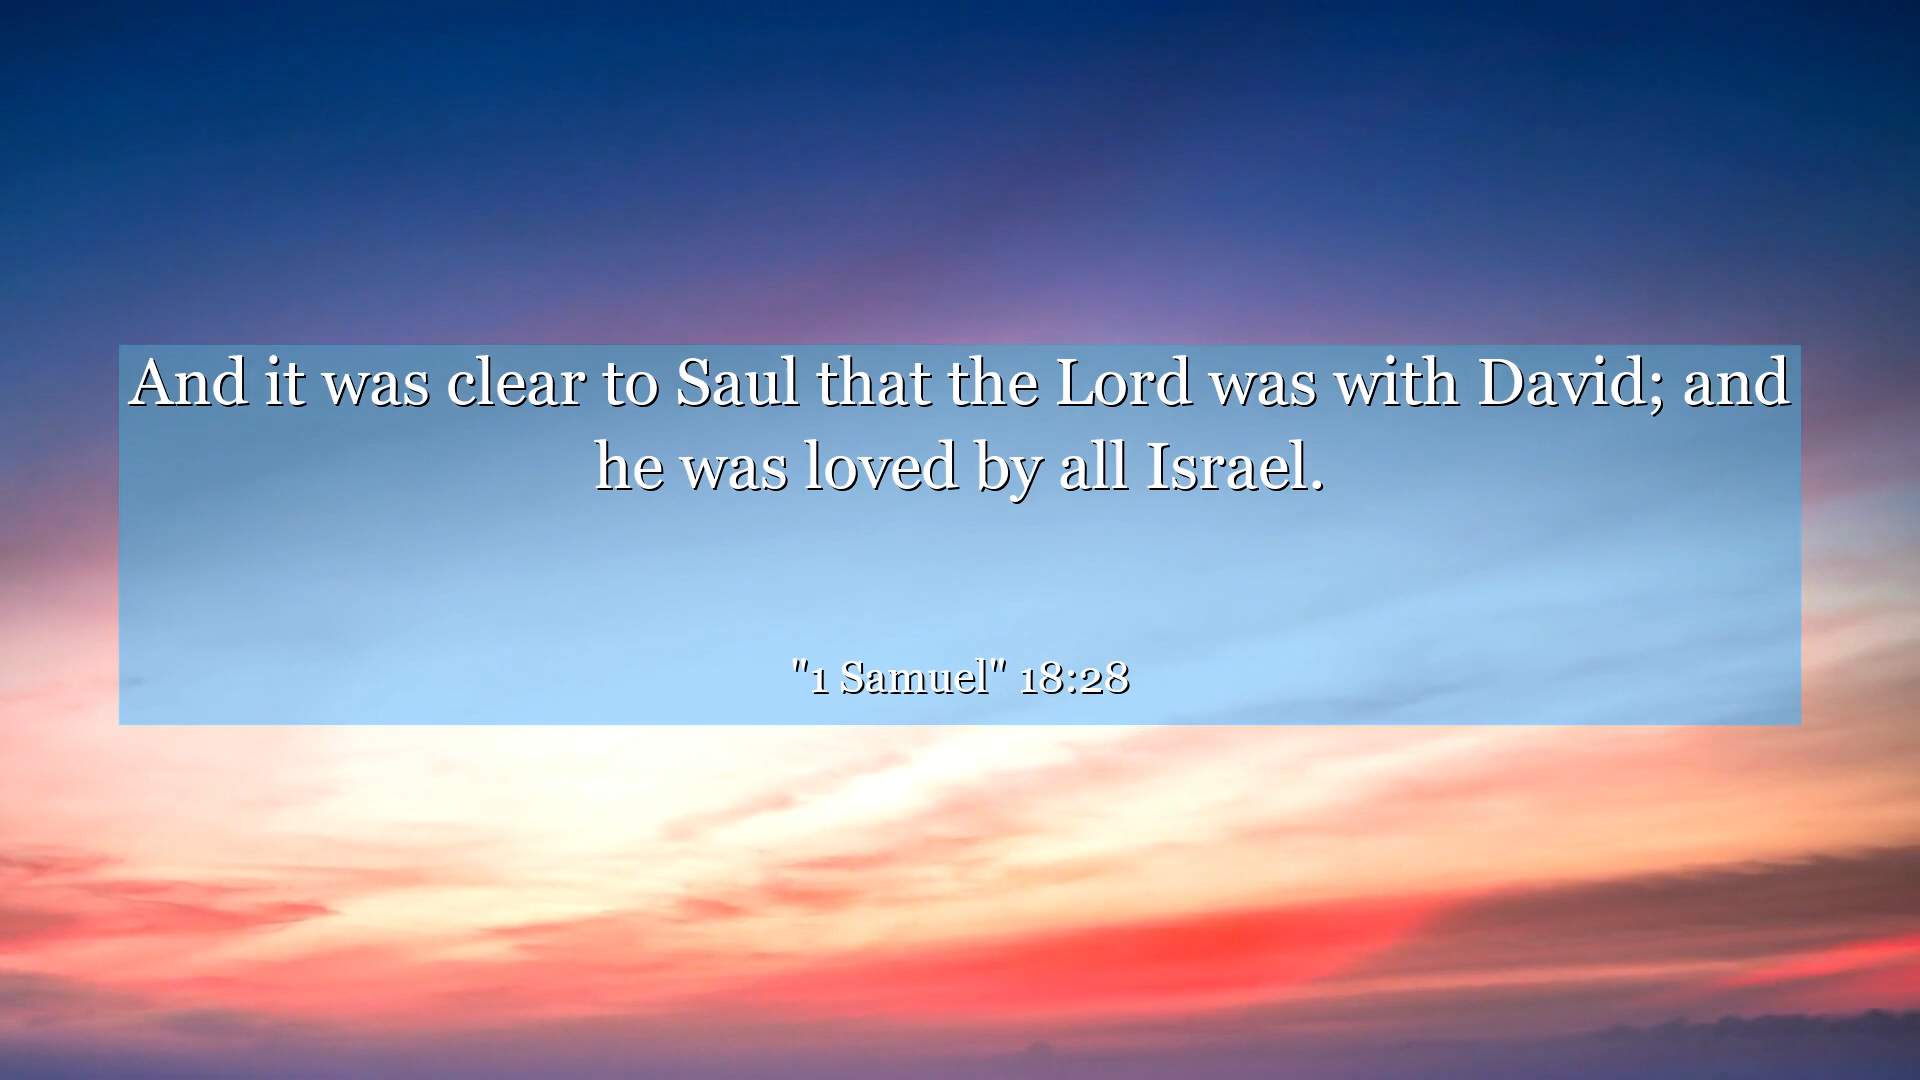 And it was clear to Saul that the Lord was with David; and
he was loved by all Israel.
"1 Samuel" 18:28